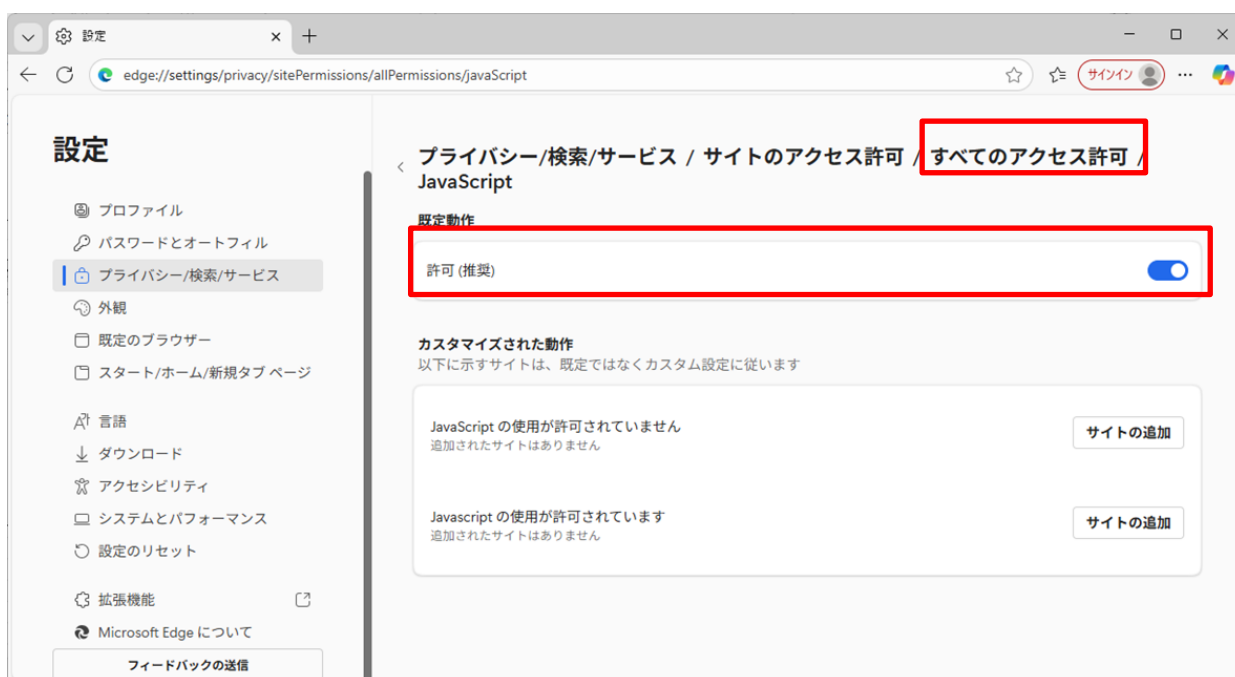 設定
edge://settings/privacy/sitePermissions/allPermissions/javaScript
サインイン
設定
プロファイル
パスワードとオートフィル
プライバシー/検索/サービス
外観
既定のブラウザー
スタート/ホーム/新規タブ ページ
言語
ダウンロード
アクセシビリティ
システムとパフォーマンス
設定のリセット
拡張機能
Microsoft Edge について
フィードバックの送信
プライバシー/検索/サービス / サイトのアクセス許可 / すべてのアクセス許可 /
JavaScript
既定動作
許可 (推奨)
カスタマイズされた動作
以下に示すサイトは、既定ではなくカスタム設定に従います
JavaScript の使用が許可されていません
追加されたサイトはありません
サイトの追加
Javascript の使用が許可されています
追加されたサイトはありません
サイトの追加